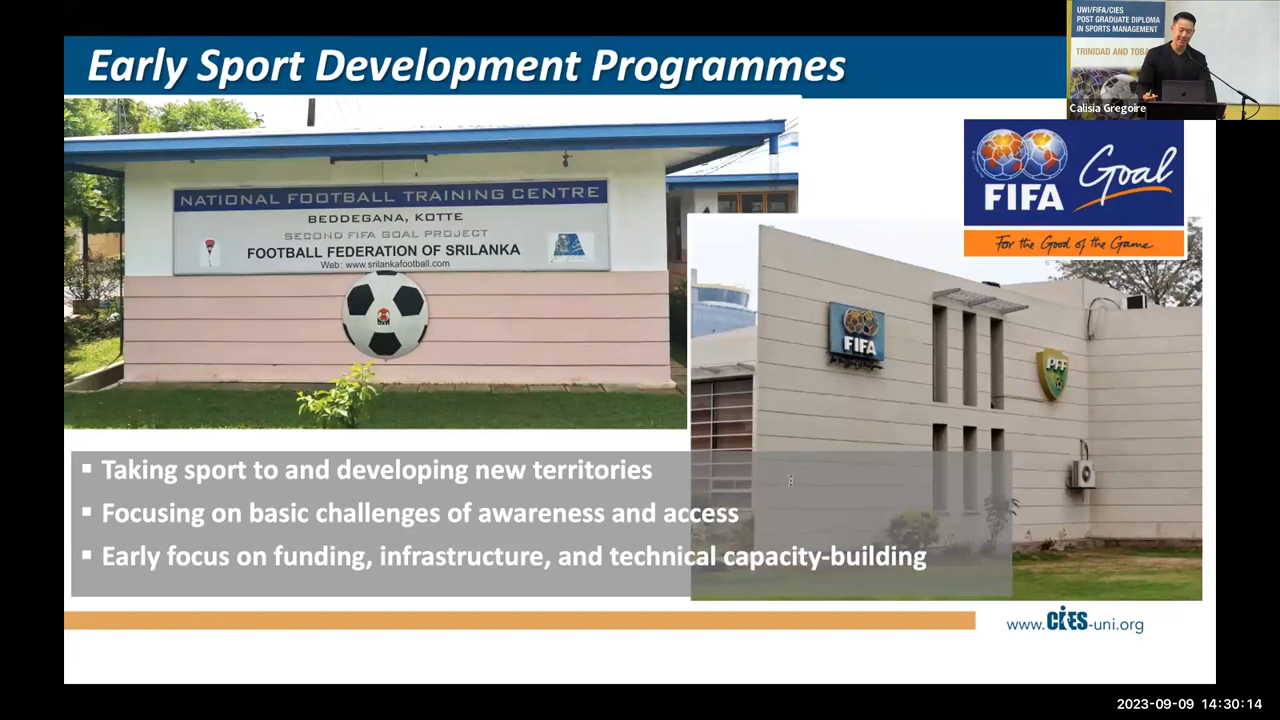 Early Sport Development Programmes
UWI/FIFA/CIES
POST GRADUATE DIPLOMA
IN SPORTS MANAGEMENT
TRINIDAD AND TOBA
Calisia Gregoire
NATIONAL FOOTBALL TRAINING CENTRE
BEDDEGANA, KOTTE
SECOND FIFA GOAL PROJECT
FOOTBALL FEDERATION OF SRILANKA
Web: www.srilankafootball.com
FIFA Goal
For the Good of the Game
FIFA
PFF
▪ Taking sport to and developing new territories
▪ Focusing on basic challenges of awareness and access
▪ Early focus on funding, infrastructure, and technical capacity-building
www.CIES-uni.org
2023-09-09 14:30:14